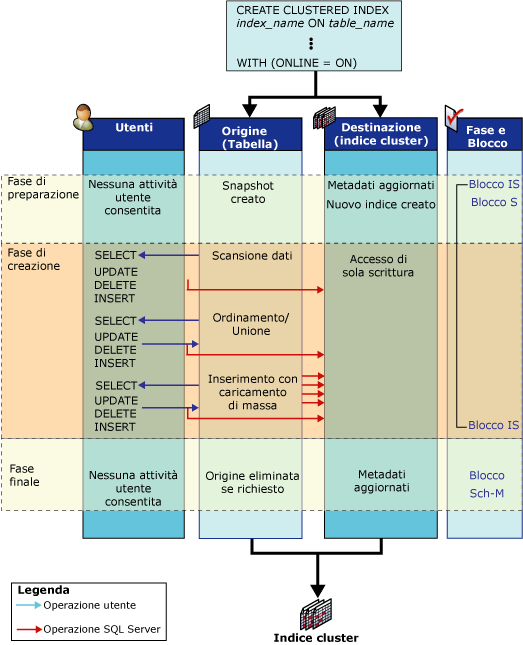 CREATE CLUSTERED INDEX
index_name ON table_name
WITH (ONLINE = ON)
Utenti
Origine
(Tabella)
Destinazione
(indice cluster)
Fase e
Blocco
Fase di
preparazione
Nessuna attività
utente
consentita
Snapshot
creato
Metadati aggiornati
Nuovo indice creato
Blocco IS
Blocco S
Fase di
creazione
SELECT
UPDATE
DELETE
INSERT
Scansione dati
Accesso di
sola scrittura
SELECT
UPDATE
DELETE
INSERT
Ordinamento/
Unione
SELECT
UPDATE
DELETE
INSERT
Inserimento con
caricamento
di massa
Blocco IS
Fase
finale
Nessuna attività
utente
consentita
Origine eliminata
se richiesto
Metadati
aggiornati
Blocco
Sch-M
Legenda
Operazione utente
Operazione SQL Server
Indice cluster